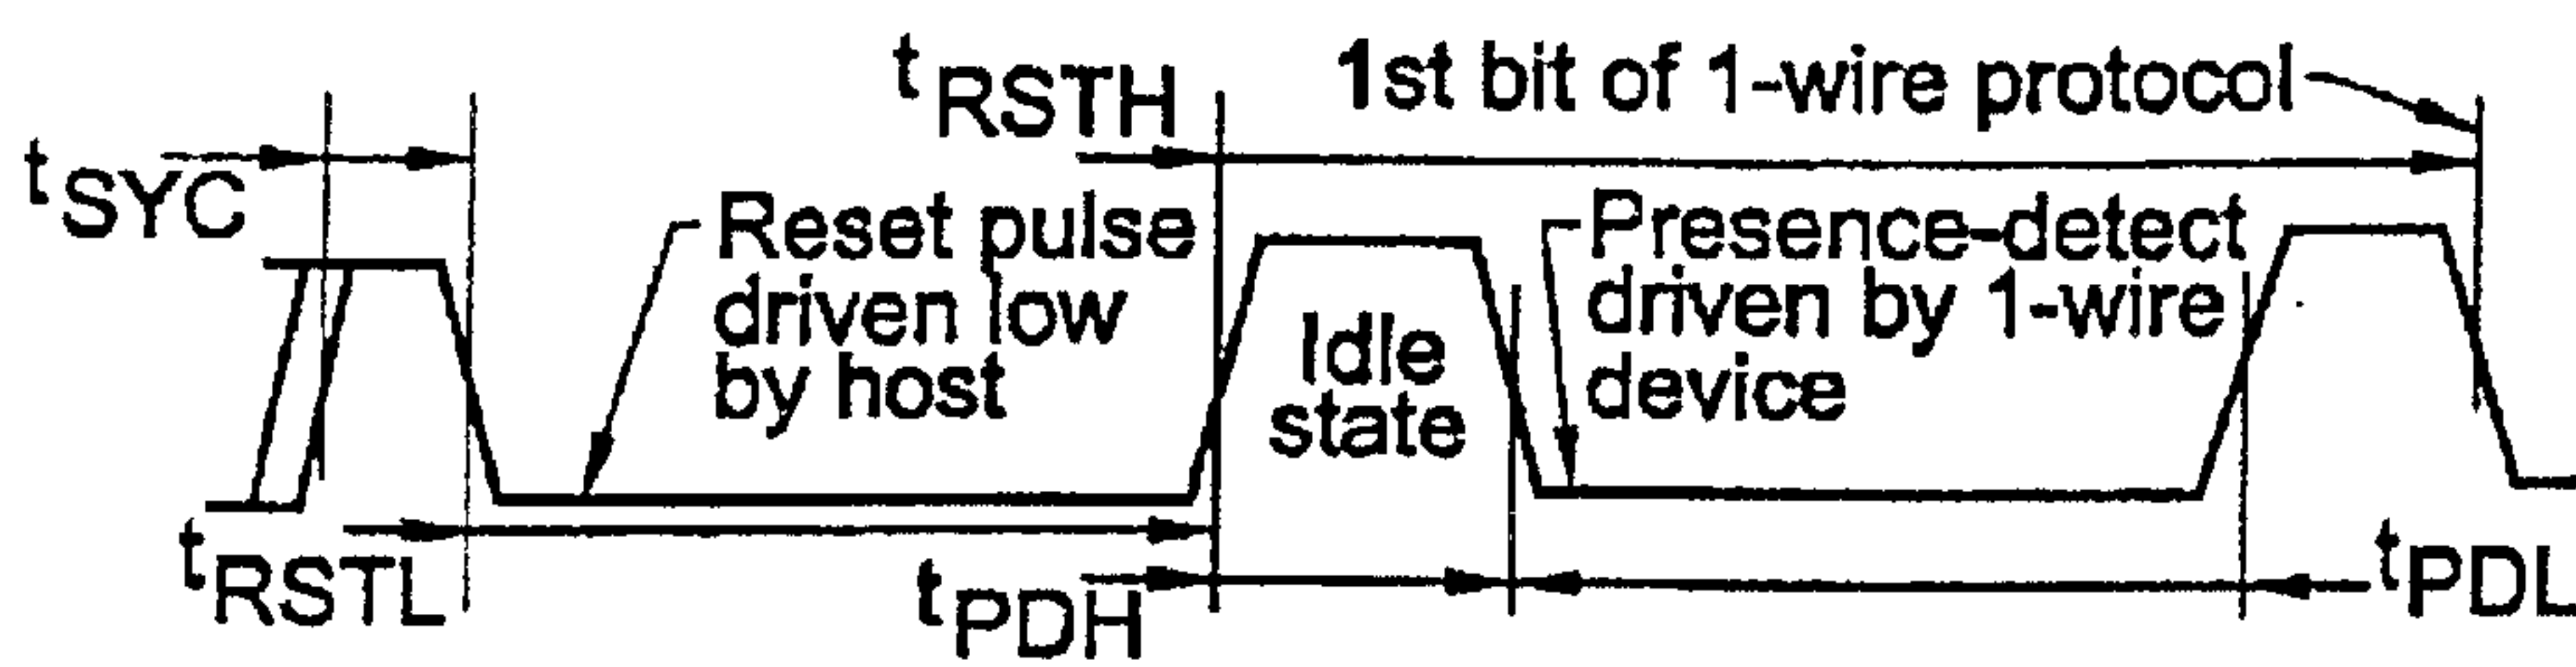 tRSTH
1st bit of 1-wire protocol
tSYC
Reset pulse
driven low
by host
Idle
state
Presence-detect
driven by 1-wire
device
tRSTL
tPDH
tPDL